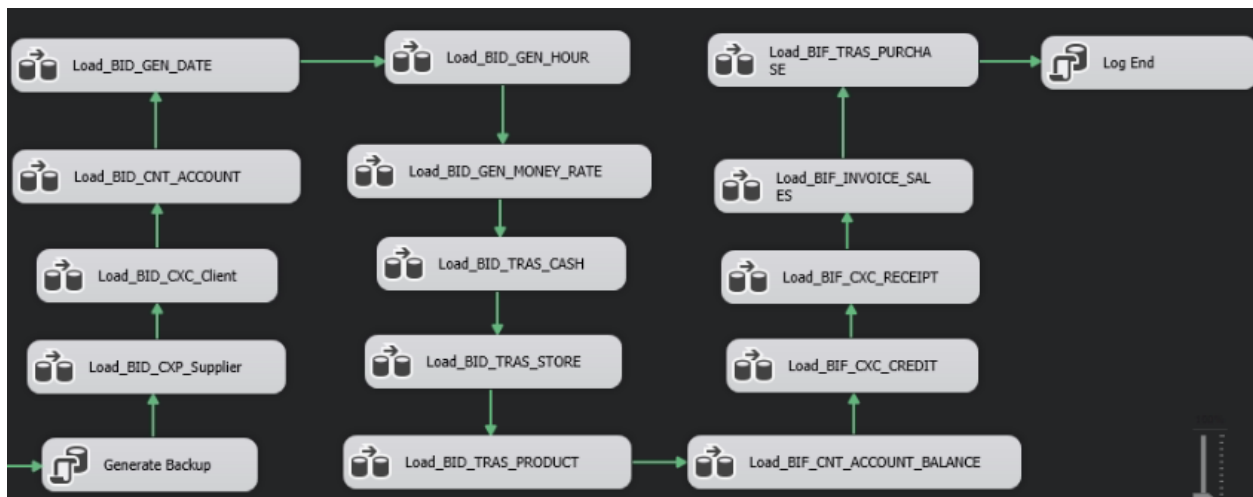 Load_BID_GEN_DATE
Load_BID_CNT_ACCOUNT
Load_BID_CXC_Client
Load_BID_CXP_Supplier
Generate Backup
Load_BID_GEN_HOUR
Load_BID_GEN_MONEY_RATE
Load_BID_TRAS_CASH
Load_BID_TRAS_STORE
Load_BID_TRAS_PRODUCT
Load_BIF_TRAS_PURCHA
SE
Load_BIF_INVOICE_SAL
ES
Load_BIF_CXC_RECEIPT
Load_BIF_CXC_CREDIT
Load_BIF_CNT_ACCOUNT_BALANCE
Log End